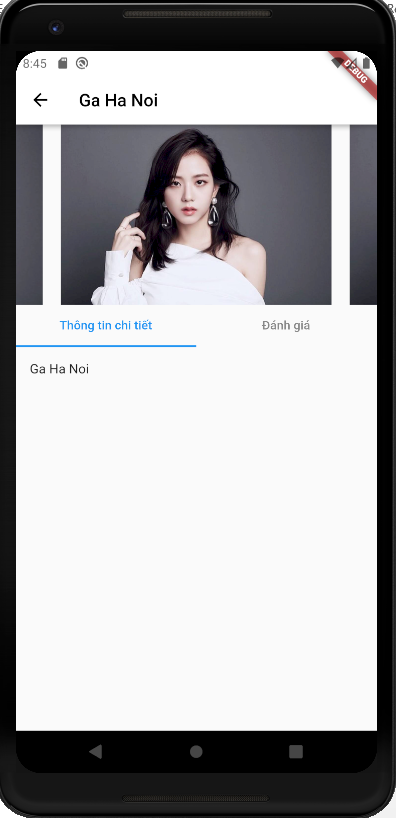 8:45
DEBUG
Ga Ha Noi
Thông tin chi tiết
Đánh giá
Ga Ha Noi